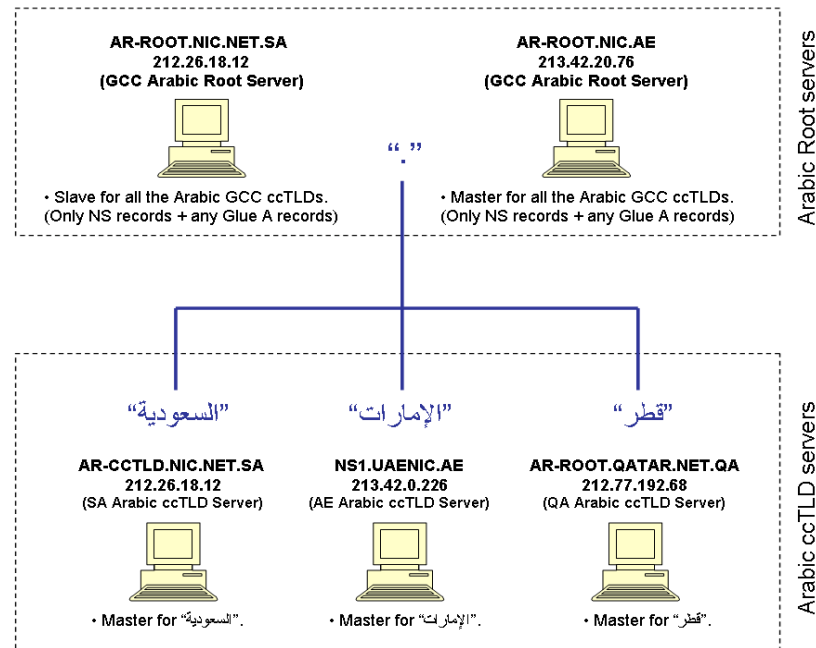 AR-ROOT.NIC.NET.SA
212.26.18.12
(GCC Arabic Root Server)
• Slave for all the Arabic GCC ccTLDs.
(Only NS records + any Glue A records)
AR-ROOT.NIC.AE
213.42.20.76
(GCC Arabic Root Server)
• Master for all the Arabic GCC ccTLDs.
(Only NS records + any Glue A records)
“.”
Arabic Root servers
“السعودية”
“الإمارات”
“قطر”
AR-CCTLD.NIC.NET.SA
212.26.18.12
(SA Arabic ccTLD Server)
• Master for “السعودية”.
NS1.UAENIC.AE
213.42.0.226
(AE Arabic ccTLD Server)
• Master for “الإمارات”.
AR-ROOT.QATAR.NET.QA
212.77.192.68
(QA Arabic ccTLD Server)
• Master for “قطر”.
Arabic ccTLD servers